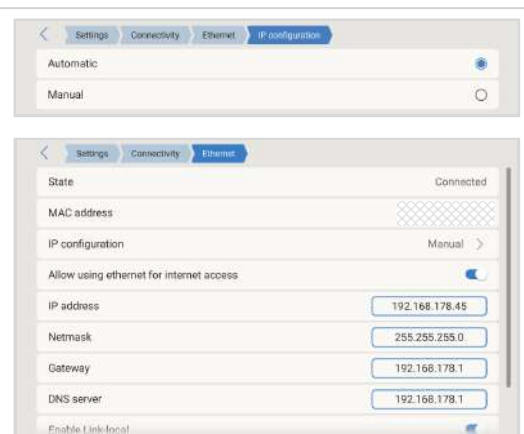 Settings Connectivity Ethernet IP configuration
Automatic
Manual
Settings Connectivity Ethernet
State Connected
MAC address
IP configuration Manual
Allow using ethernet for internet access
IP address 192.168.178.45
Netmask 255.255.255.0
Gateway 192.168.178.1
DNS server 192.168.178.1
Enable Link-local